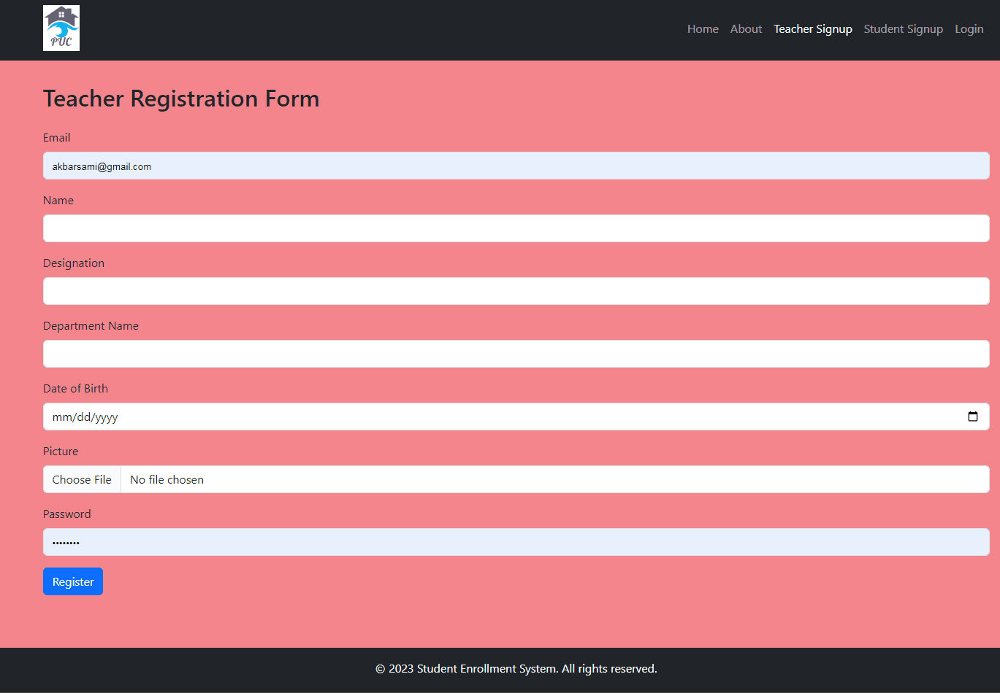 PUC
Home About Teacher Signup Student Signup Login
Teacher Registration Form
Email
akbarsami@gmail.com
Name
Designation
Department Name
Date of Birth
mm/dd/yyyy
Picture
Choose File No file chosen
Password
••••••••
Register
© 2023 Student Enrollment System. All rights reserved.